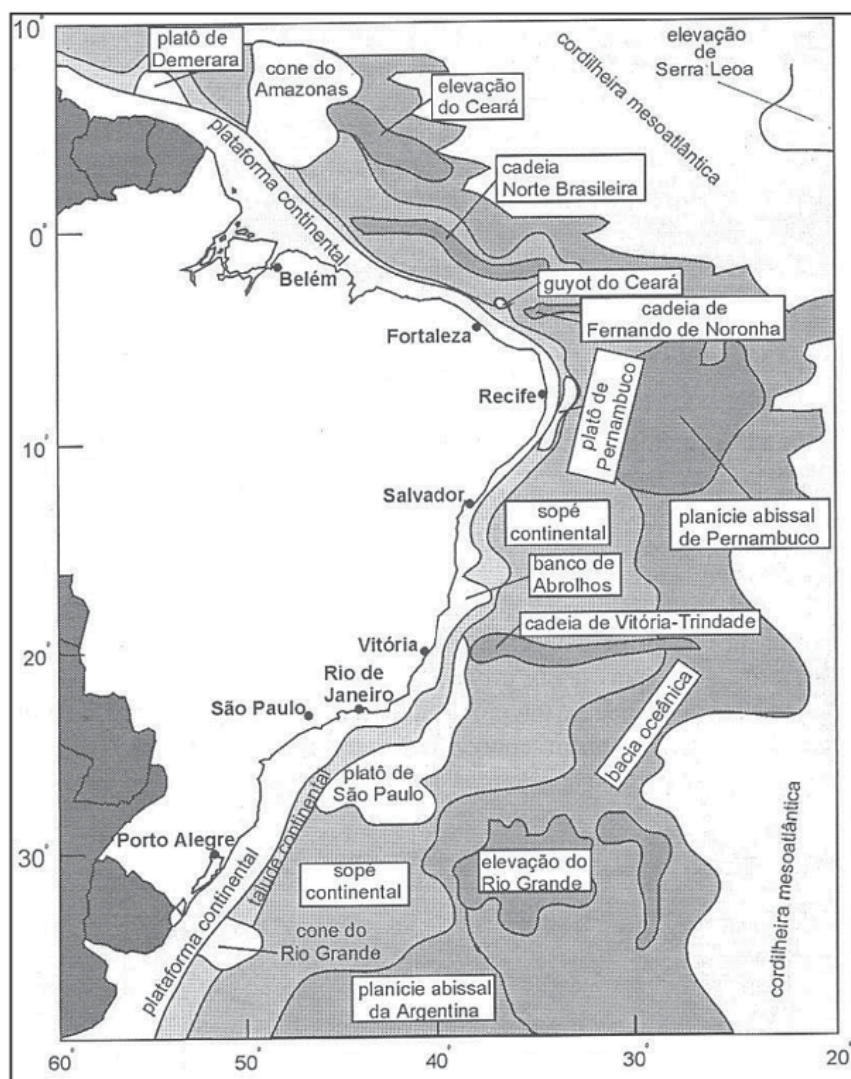 10°
platô de
Demerara
cone do
Amazonas
elevação
do Ceará
cordilheira mesoatlântica
elevação
de
Serra Leoa
plataforma continental
cadeia
Norte Brasileira
0°
Belém
guyot do Ceará
cadeia de
Fernando de Noronha
Fortaleza
Recife
platô de
Pernambuco
10°
Salvador
sopé
continental
planície abissal
de Pernambuco
banco de
Abrolhos
cadeia de Vitória-Trindade
Vitória
20°
Rio de
Janeiro
São Paulo
bacia oceânica
platô de
São Paulo
talude continental
Porto Alegre
30°
elevação do
Rio Grande
sopé
continental
cordilheira mesoatlântica
plataforma continental
cone do
Rio Grande
planície abissal
da Argentina
60°
50°
40°
30°
20°